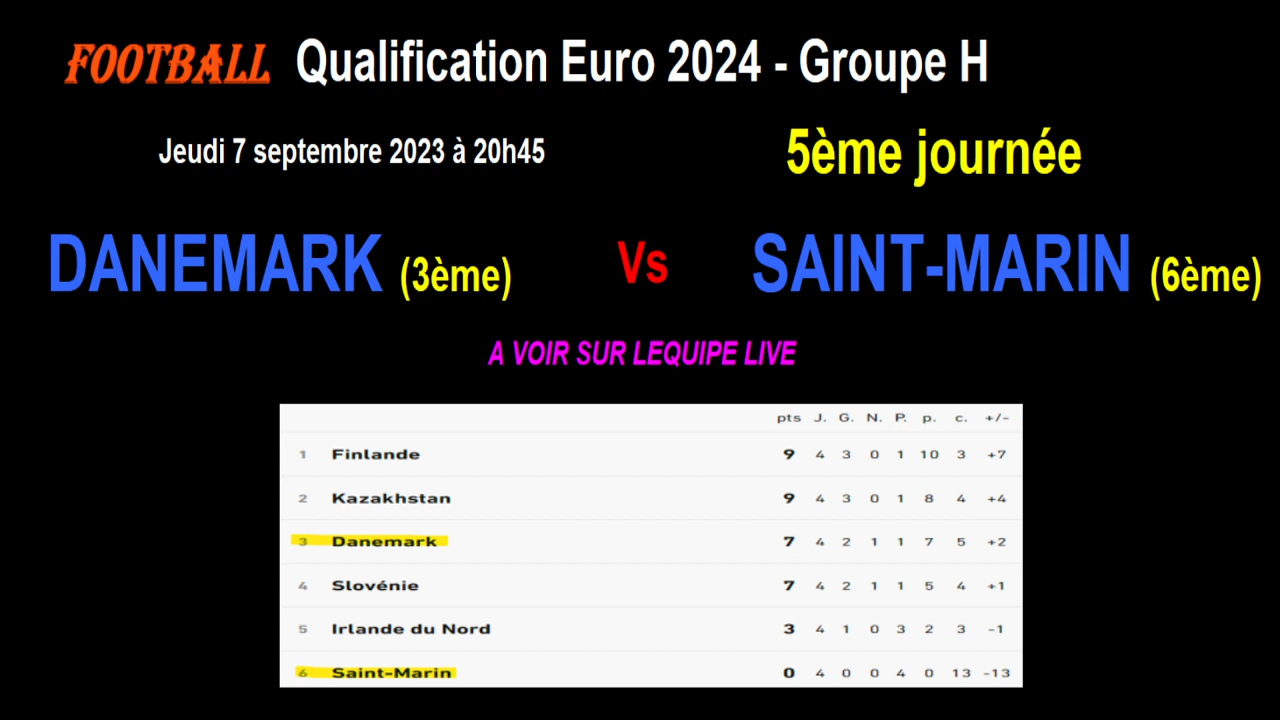 FOOTBALL Qualification Euro 2024 - Groupe H
Jeudi 7 septembre 2023 à 20h45 5ème journée
DANEMARK (3ème) Vs SAINT-MARIN (6ème)
A VOIR SUR LEQUIPE LIVE
pts J. G. N. P. p. c. +/-
1 Finlande 9 4 3 0 1 10 3 +7
2 Kazakhstan 9 4 3 0 1 8 4 +4
3 Danemark 7 4 2 1 1 7 5 +2
4 Slovénie 7 4 2 1 1 5 4 +1
5 Irlande du Nord 3 4 1 0 3 2 3 -1
6 Saint-Marin 0 4 0 0 4 0 13 -13